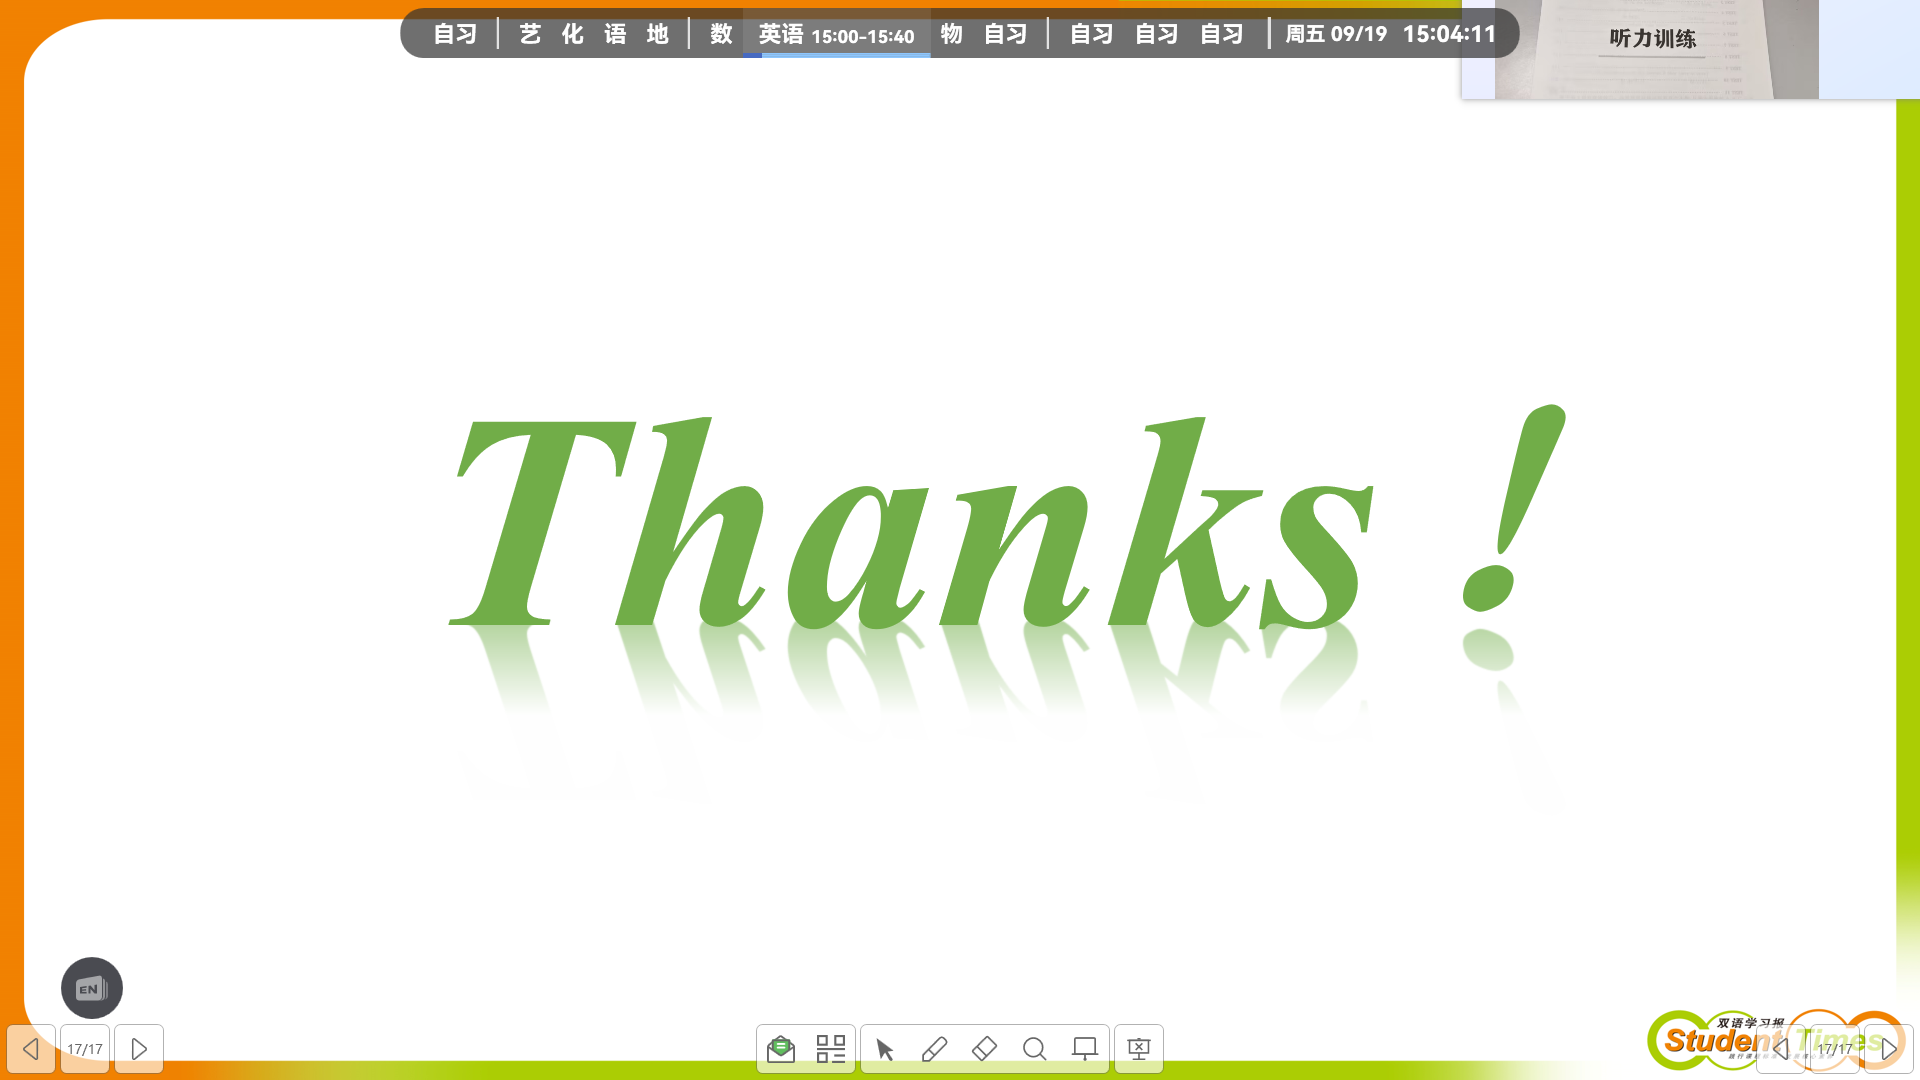 自习 艺 化 语 地 数 英语 15:00-15:40 物 自习 自习 自习 自习 周五 09/19 15:04:11
听力训练
Thanks！
EN
双语学习报
Student Times
17/17
17/17